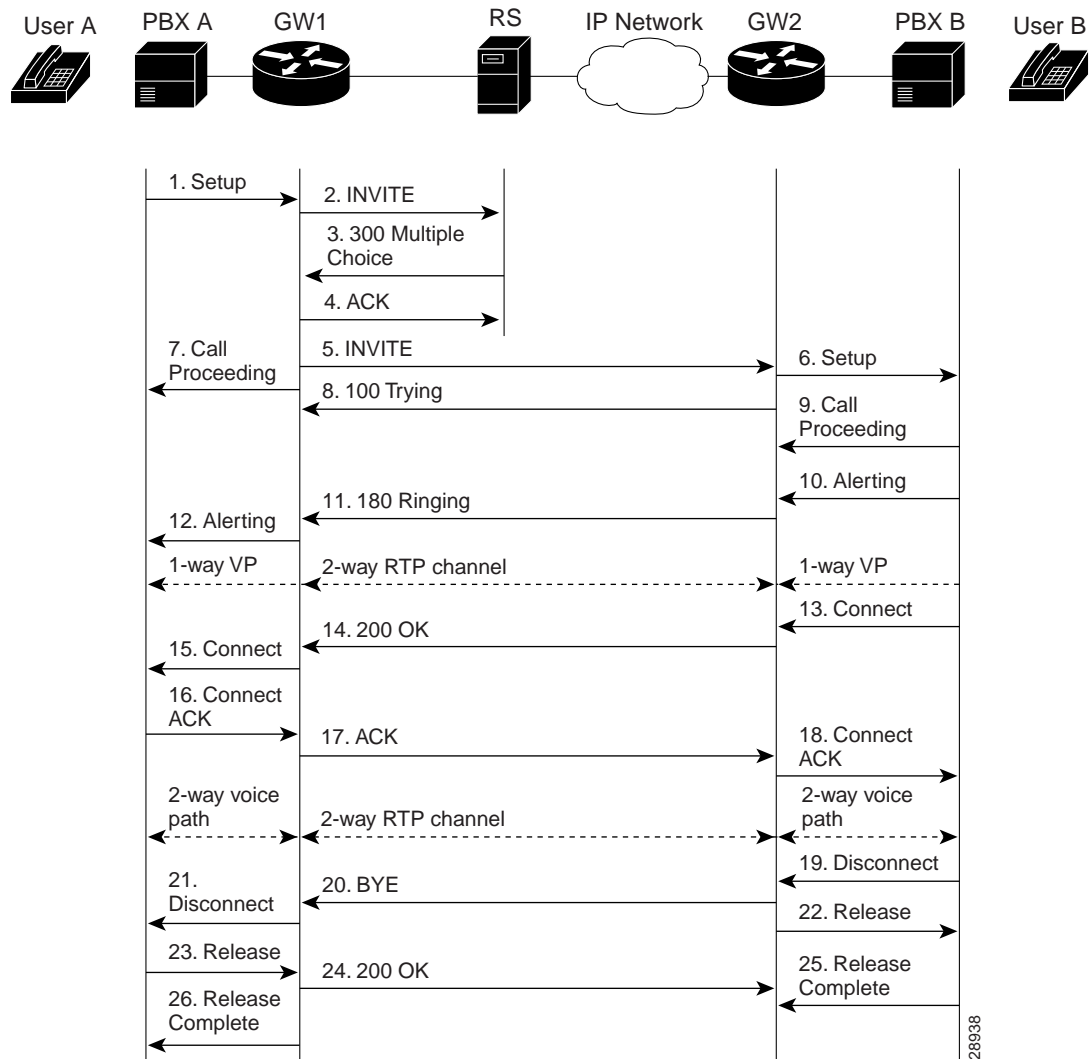 User A
PBX A
GW1
RS
IP Network
GW2
PBX B
User B
1. Setup
2. INVITE
3. 300 Multiple
Choice
4. ACK
7. Call
Proceeding
5. INVITE
6. Setup
8. 100 Trying
9. Call
Proceeding
10. Alerting
11. 180 Ringing
12. Alerting
1-way VP
2-way RTP channel
1-way VP
13. Connect
14. 200 OK
15. Connect
16. Connect
ACK
17. ACK
18. Connect
ACK
2-way voice
path
2-way RTP channel
2-way voice
path
19. Disconnect
21.
Disconnect
20. BYE
22. Release
23. Release
24. 200 OK
25. Release
Complete
26. Release
Complete
28938